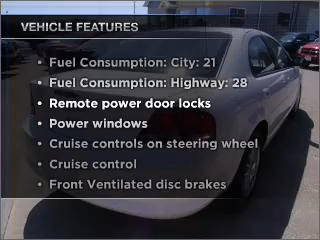 VEHICLE FEATURES
• Fuel Consumption: City: 21
• Fuel Consumption: Highway: 28
• Remote power door locks
• Power windows
• Cruise controls on steering wheel
• Cruise control
• Front Ventilated disc brakes